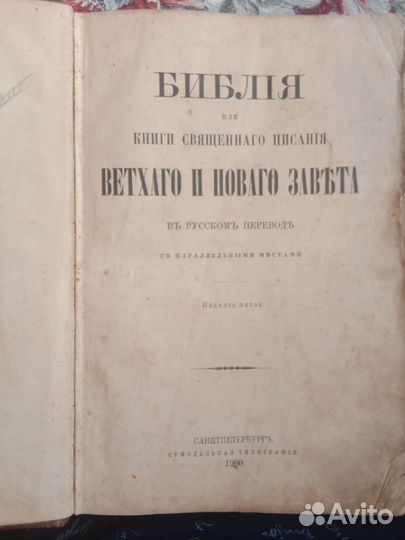 БИБЛІЯ
ИЛИ
КНИГИ СВЯЩЕННАГО ПИСАНІЯ
ВЕТХАГО И НОВАГО ЗАВѢТА
ВЪ РУССКОМЪ ПЕРЕВОДѢ
СЪ ПАРАЛЛЕЛЬНЫМИ МѢСТАМИ
Изданіе пятое
САНКТПЕТЕРБУРГЪ
СѴНОДАЛЬНАЯ ТИПОГРАФІЯ
1900
Avito